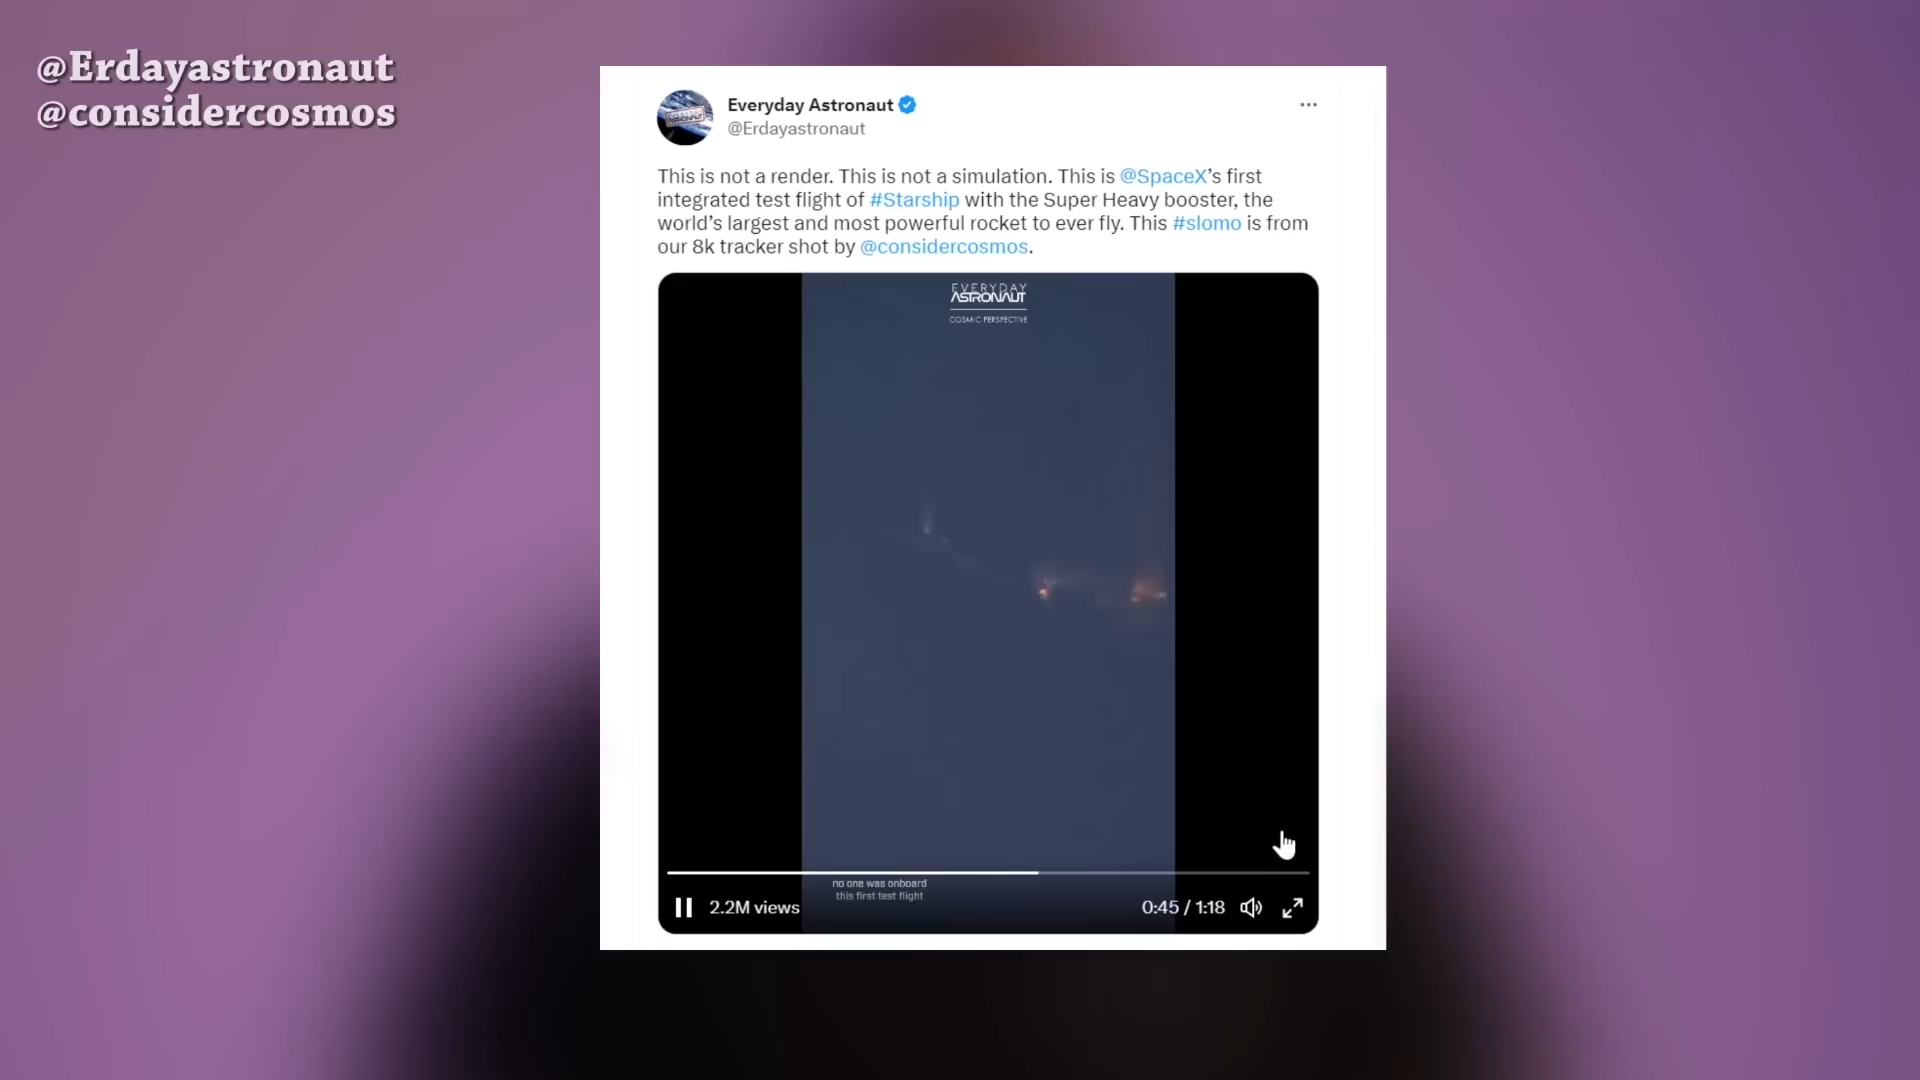 @Erdayastronaut
@considercosmos
Everyday Astronaut
@Erdayastronaut
This is not a render. This is not a simulation. This is @SpaceX’s first
integrated test flight of #Starship with the Super Heavy booster, the
world’s largest and most powerful rocket to ever fly. This #slomo is from
our 8k tracker shot by @considercosmos.
EVERYDAY
ASTRONAUT
COSMIC PERSPECTIVE
no one was onboard
this first test flight
2.2M views
0:45 / 1:18